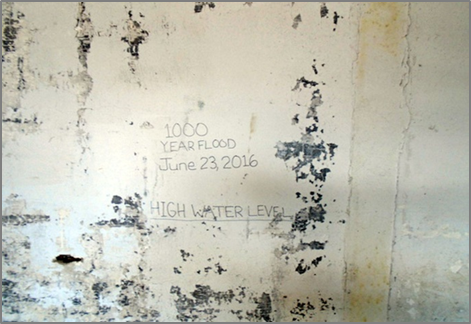 1000
YEAR FLOOD
June 23, 2016
HIGH WATER LEVEL